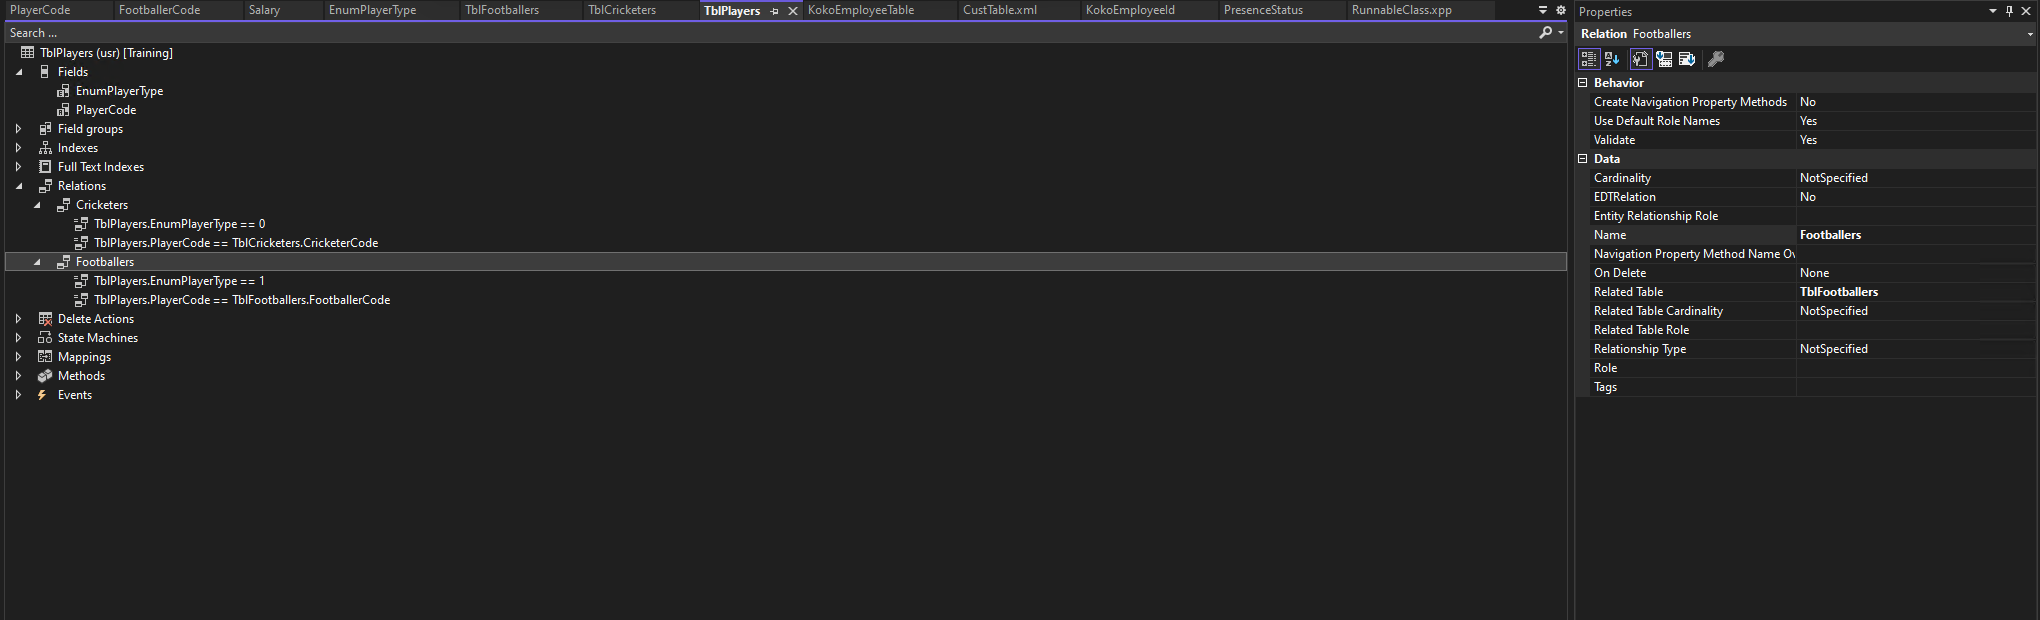 PlayerCode FootballerCode Salary EnumPlayerType TblFootballers TblCricketers TblPlayers KokoEmployeeTable CustTable.xml KokoEmployeeId PresenceStatus RunnableClass.xpp
Search ...
TblPlayers (usr) [Training]
Fields
EnumPlayerType
PlayerCode
Field groups
Indexes
Full Text Indexes
Relations
Cricketers
TblPlayers.EnumPlayerType == 0
TblPlayers.PlayerCode == TblCricketers.CricketerCode
Footballers
TblPlayers.EnumPlayerType == 1
TblPlayers.PlayerCode == TblFootballers.FootballerCode
Delete Actions
State Machines
Mappings
Methods
Events
Properties
Relation Footballers
Behavior
Create Navigation Property Methods No
Use Default Role Names Yes
Validate Yes
Data
Cardinality NotSpecified
EDTRelation No
Entity Relationship Role
Name Footballers
Navigation Property Method Name Ov
On Delete None
Related Table TblFootballers
Related Table Cardinality NotSpecified
Related Table Role
Relationship Type NotSpecified
Role
Tags